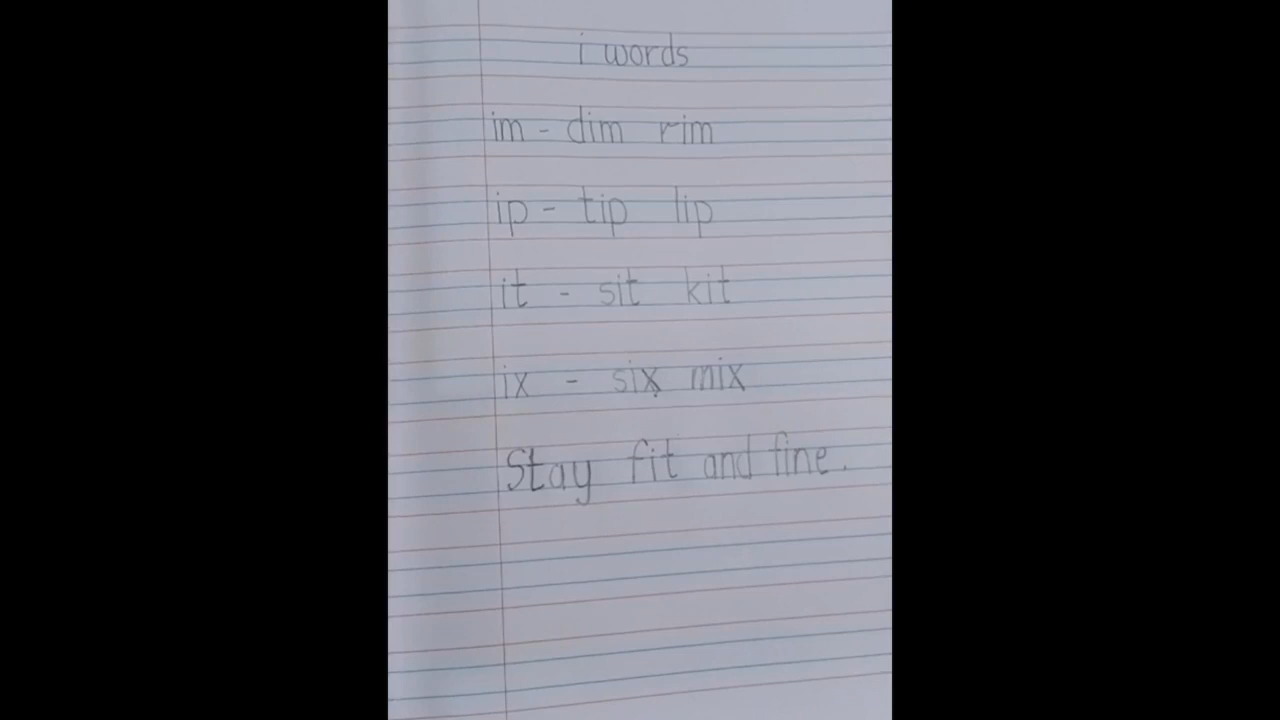 i words
im - dim rim
ip - tip lip
it - sit kit
ix - six mix
Stay fit and fine.